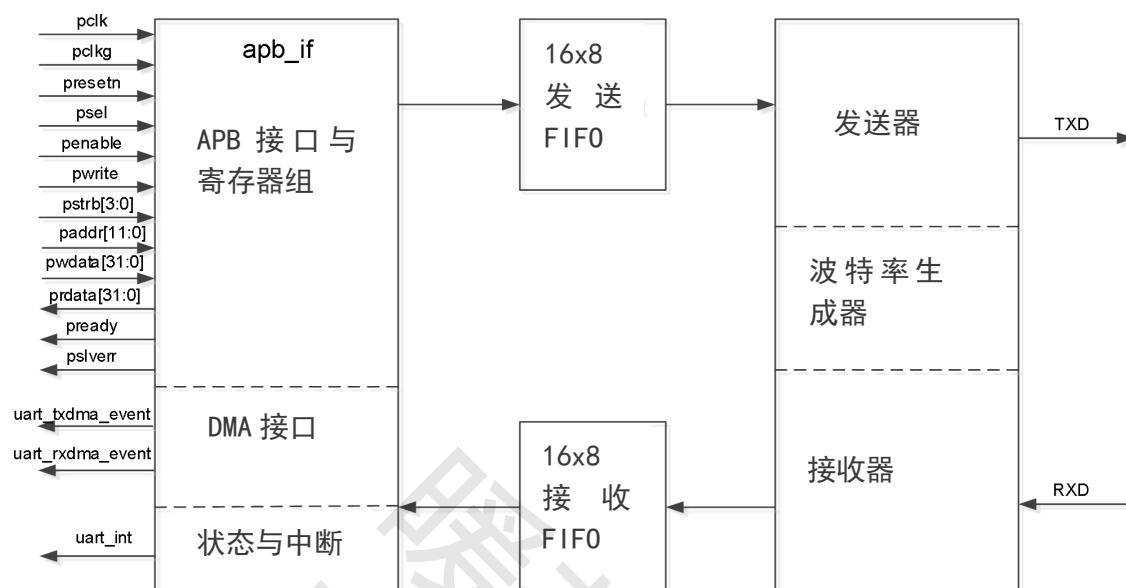 pclk
pclkg
presetn
psel
penable
pwrite
pstrb[3:0]
paddr[11:0]
pwdata[31:0]
prdata[31:0]
pready
pslverr
uart_txdma_event
uart_rxdma_event
uart_int
apb_if
APB 接口与
寄存器组
DMA 接口
状态与中断
16x8
发 送
FIFO
16x8
接 收
FIFO
发送器
波特率生
成器
接收器
TXD
RXD
暖